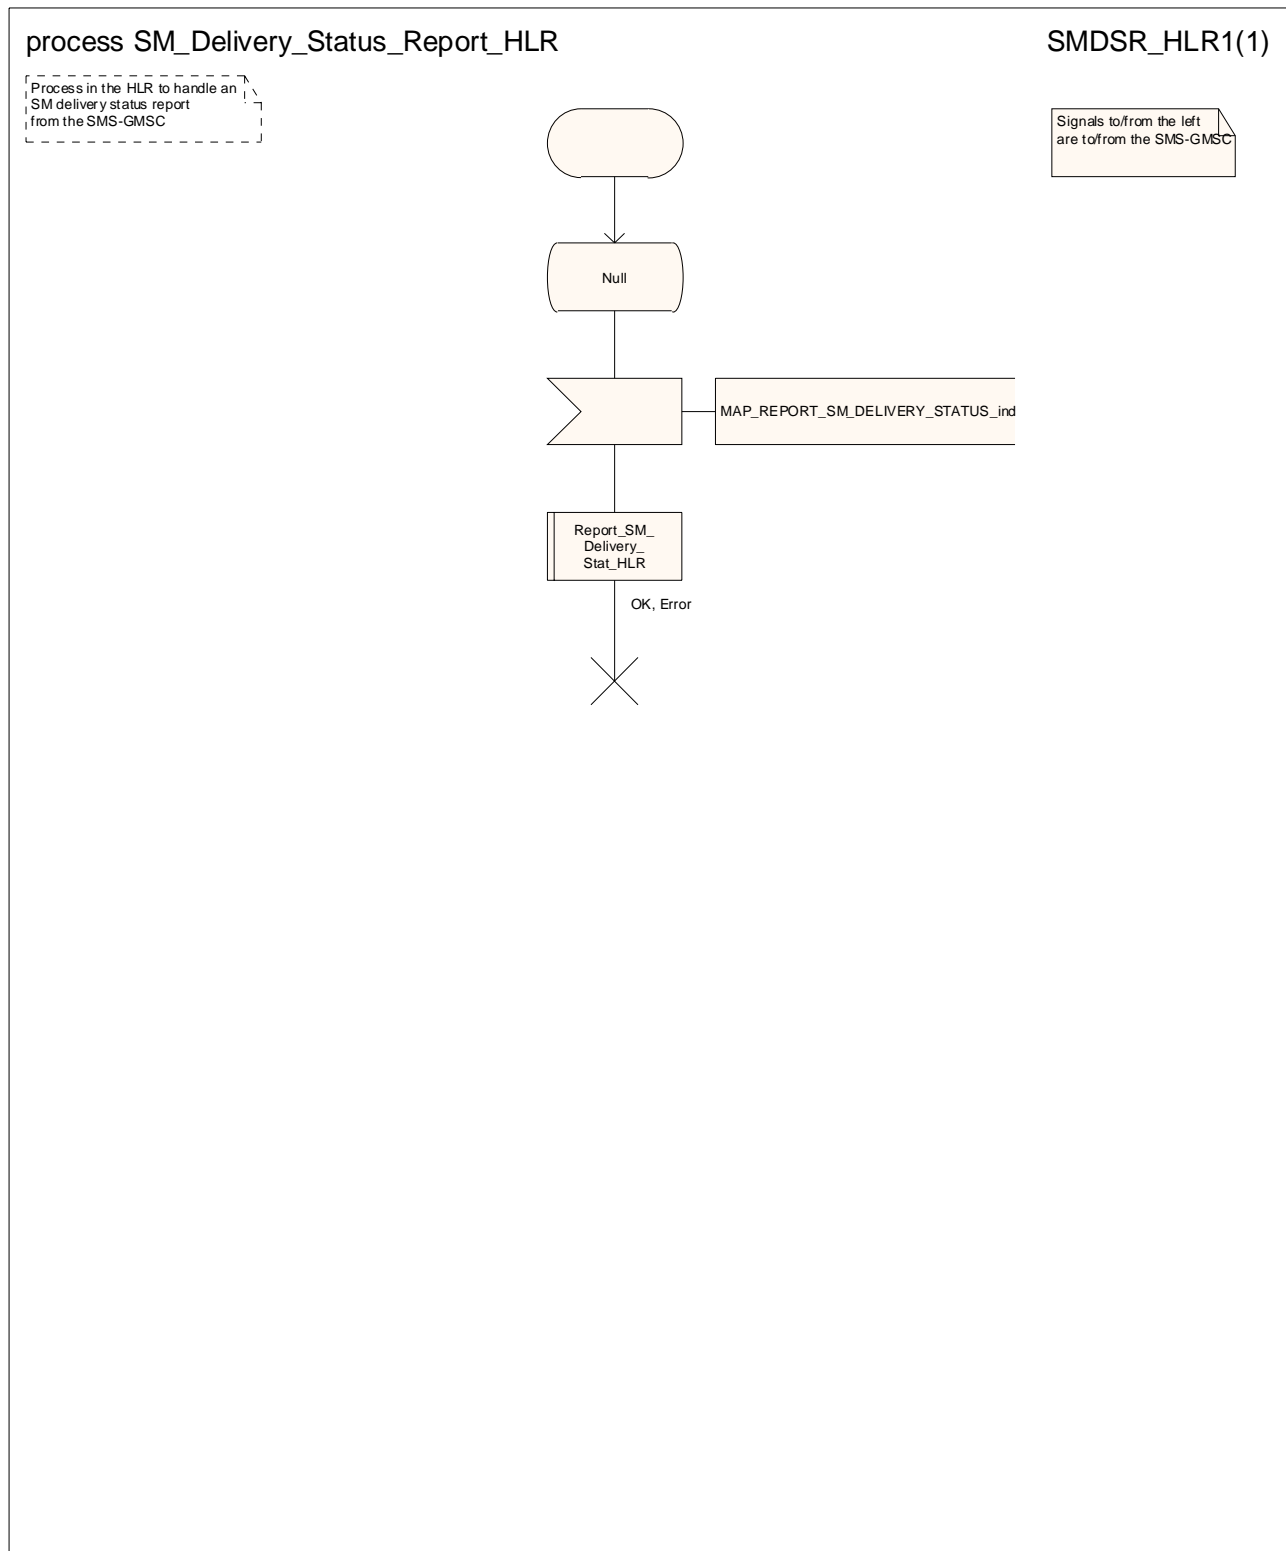 process SM_Delivery_Status_Report_HLR
SMDSR_HLR1(1)
Process in the HLR to handle an
SM delivery status report
from the SMS-GMSC
Signals to/from the left
are to/from the SMS-GMSC
Null
MAP_REPORT_SM_DELIVERY_STATUS_ind
Report_SM_
Delivery_
Stat_HLR
OK, Error